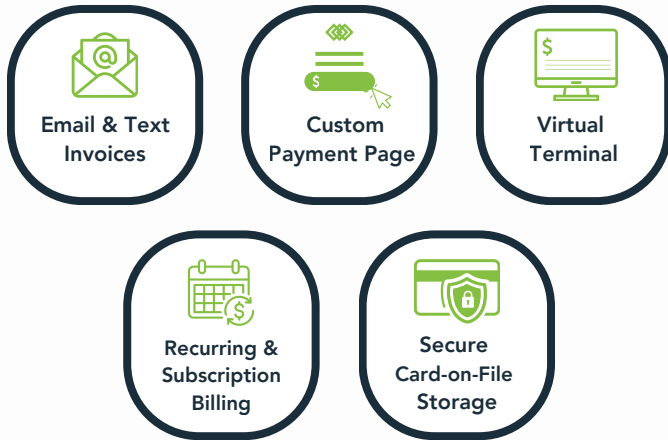 @
Email & Text
Invoices
$
Custom
Payment Page
$
Virtual
Terminal
$
Recurring &
Subscription
Billing
Secure
Card-on-File
Storage